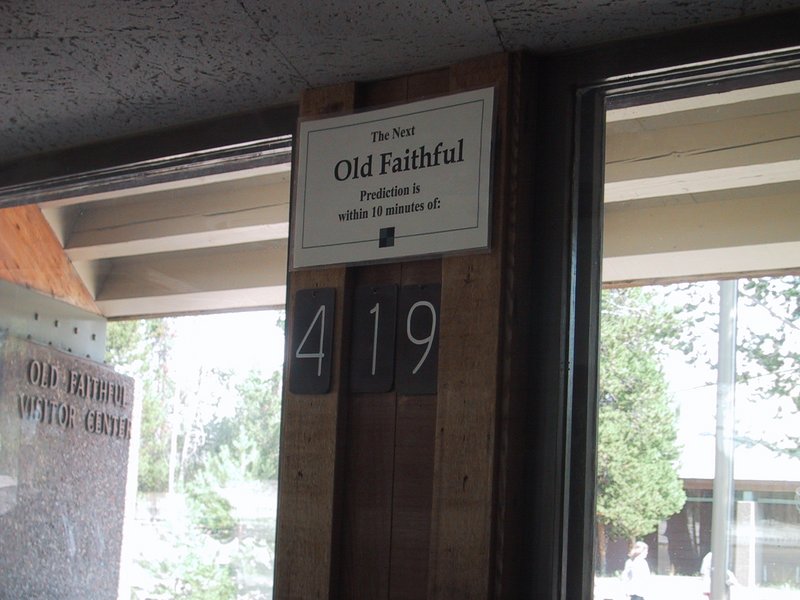 The Next
Old Faithful
Prediction is
within 10 minutes of:
4 19
OLD FAITHFUL
VISITOR CENTER